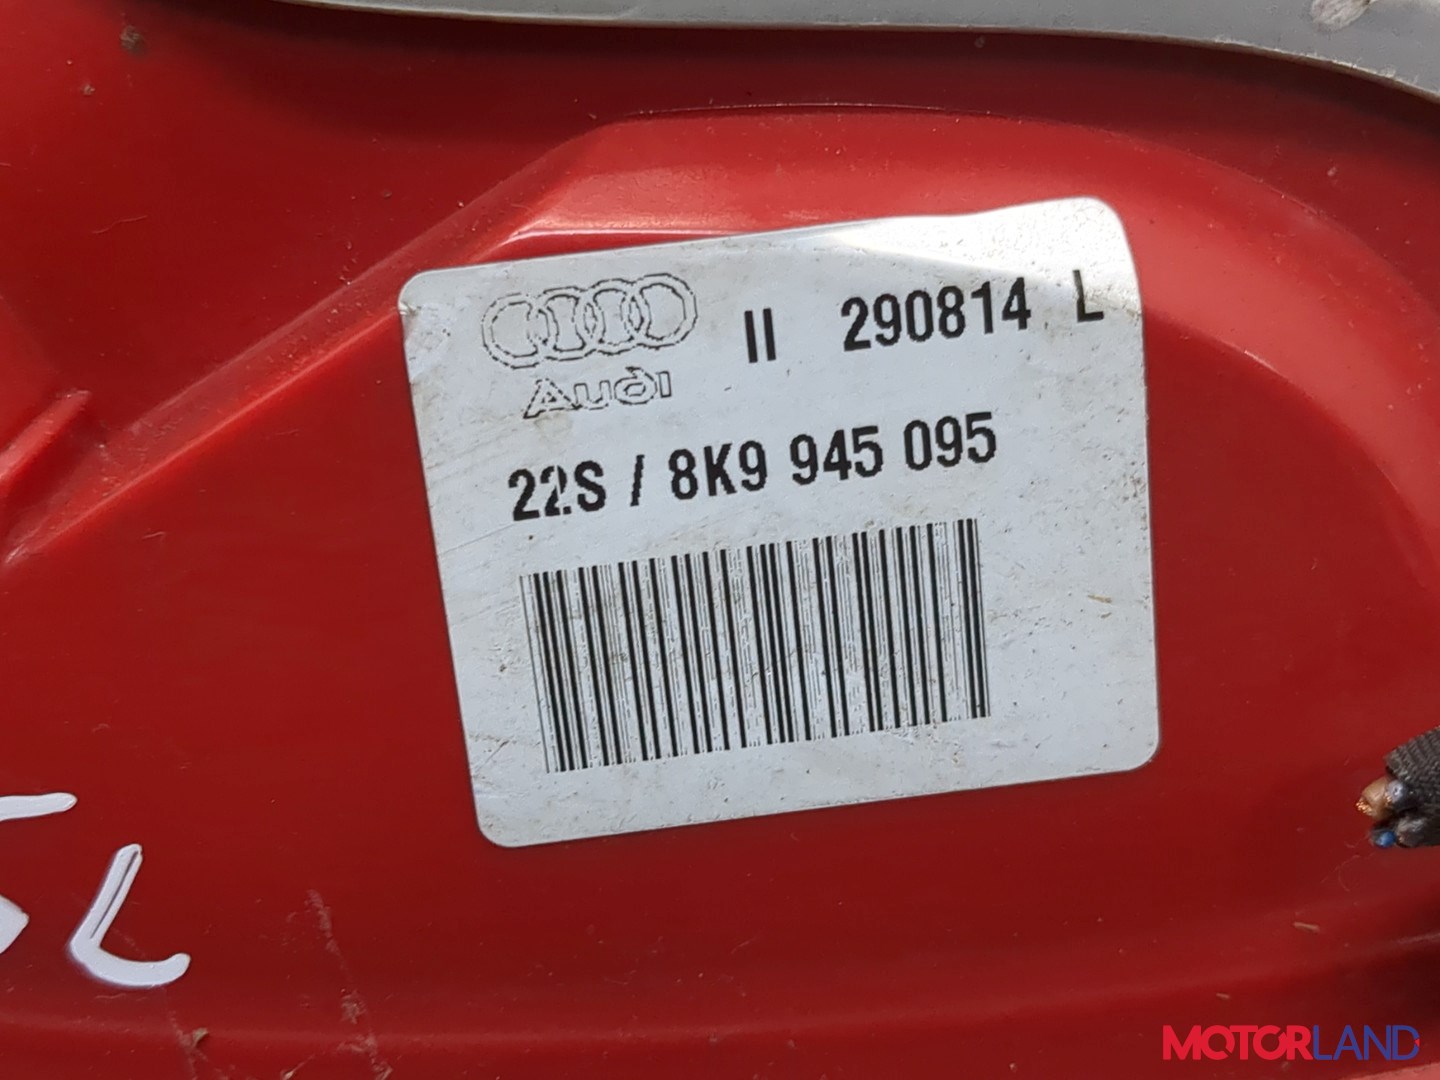 Audi II 290814 L
22S / 8K9 945 095
L
MOTORLAND